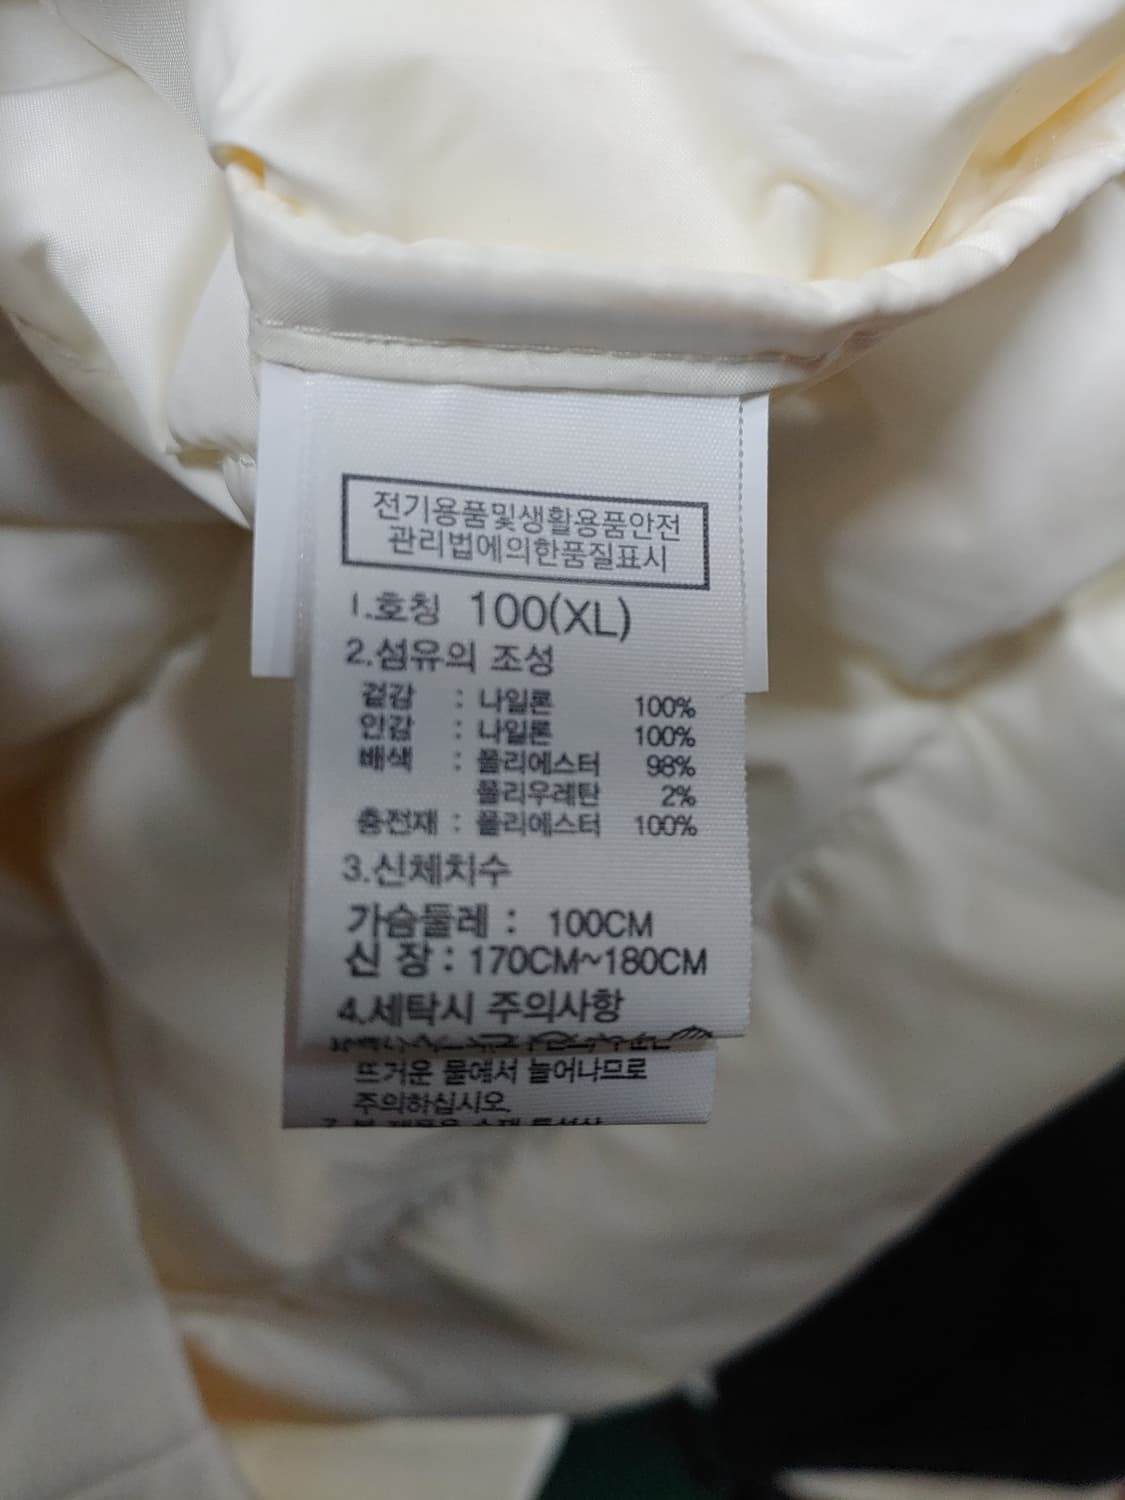 전기용품및생활용품안전
관리법에의한품질표시
1.호칭 100(XL)
2.섬유의 조성
겉감 : 나일론 100%
안감 : 나일론 100%
배색 : 폴리에스터 98%
폴리우레탄 2%
충전재 : 폴리에스터 100%
3.신체치수
가슴둘레 : 100CM
신 장 : 170CM~180CM
4.세탁시 주의사항
뜨거운 물에서 늘어나므로
주의하십시오.